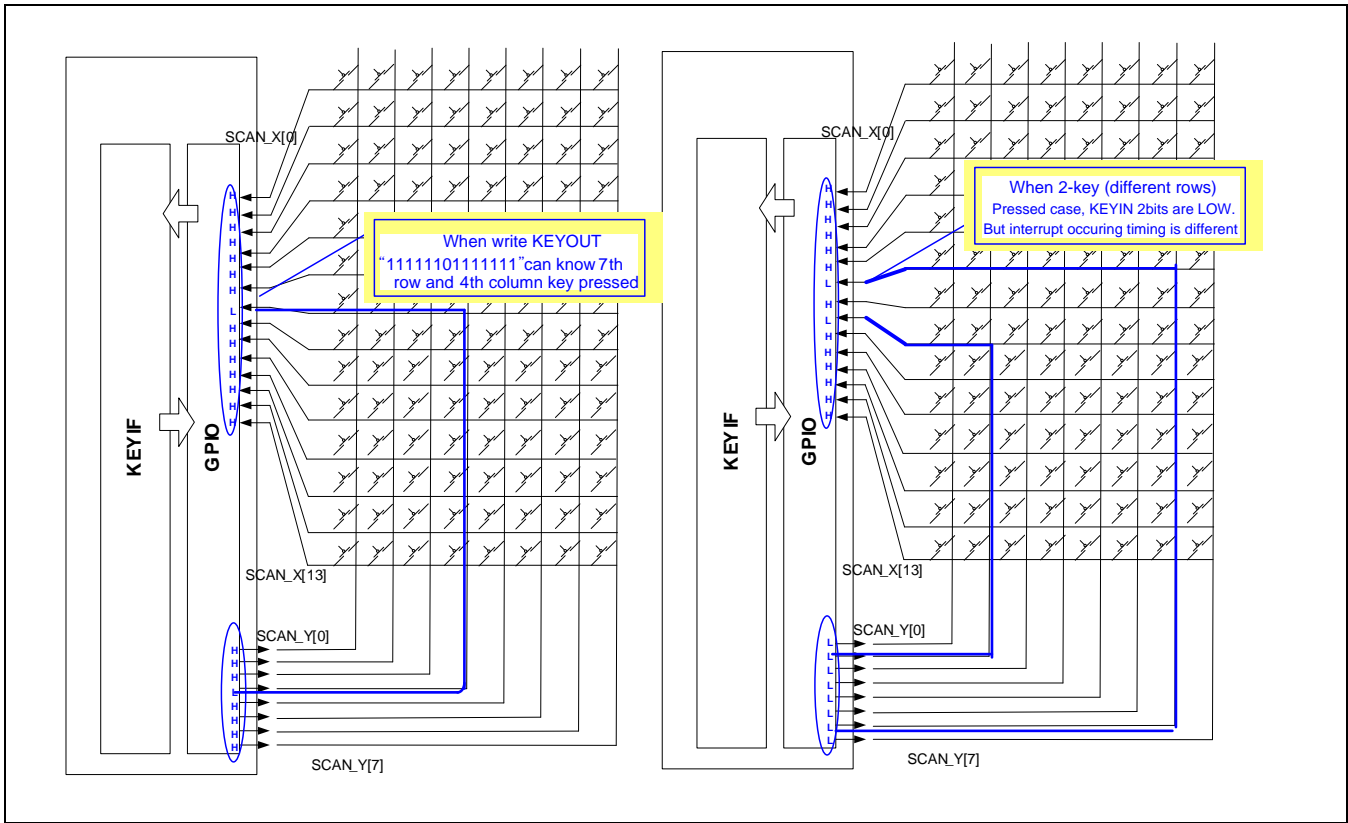 SCAN_X[0]
H
H
H
H
H
H
H
L
H
H
H
H
H
H
H
When write KEYOUT
“11111101111111”can know 7th
row and 4th column key pressed
KEYIF
GPIO
SCAN_X[13]
SCAN_Y[0]
H
H
H
L
H
H
H
H
SCAN_Y[7]
SCAN_X[0]
H
H
H
H
H
H
L
H
L
H
H
H
H
H
H
When 2-key (different rows)
Pressed case, KEYIN 2bits are LOW.
But interrupt occuring timing is different
KEYIF
GPIO
SCAN_X[13]
SCAN_Y[0]
L
L
L
L
L
L
L
L
SCAN_Y[7]